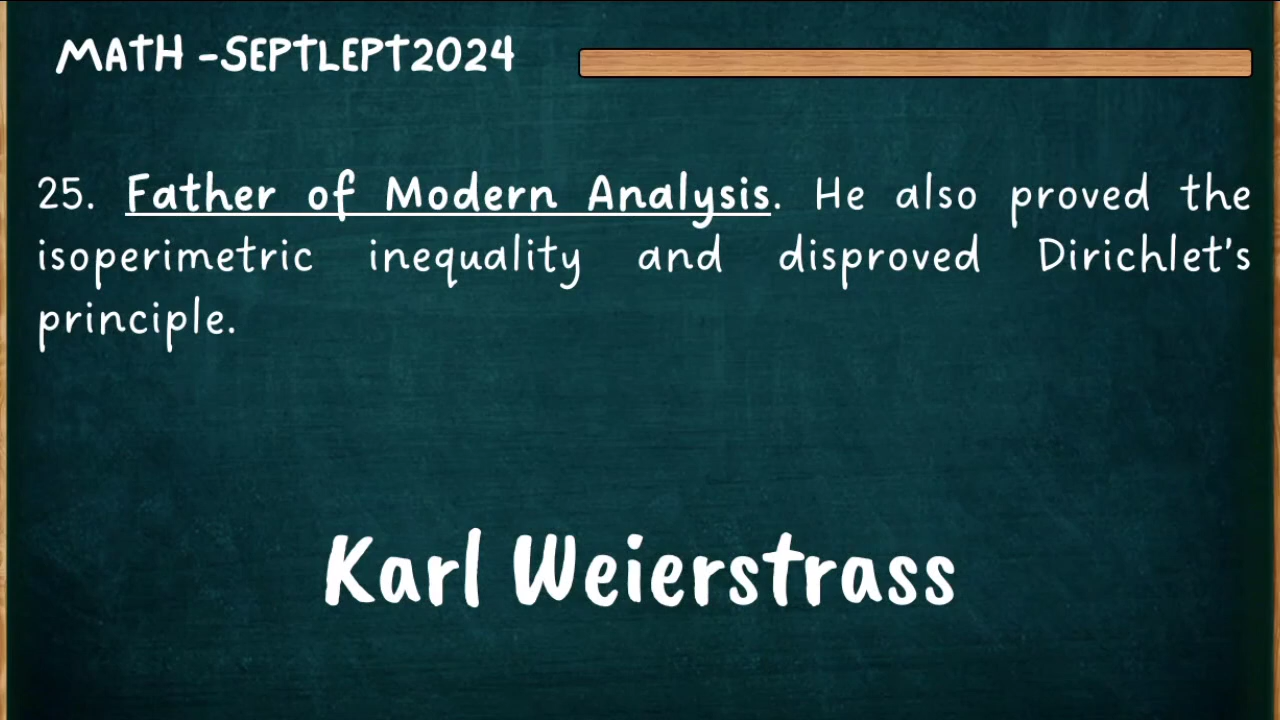 MATH -SEPTLEPT2024
25. Father of Modern Analysis. He also proved the
isoperimetric inequality and disproved Dirichlet's
principle.
Karl Weierstrass